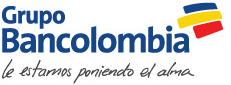 Grupo
Bancolombia
le estamos poniendo el alma